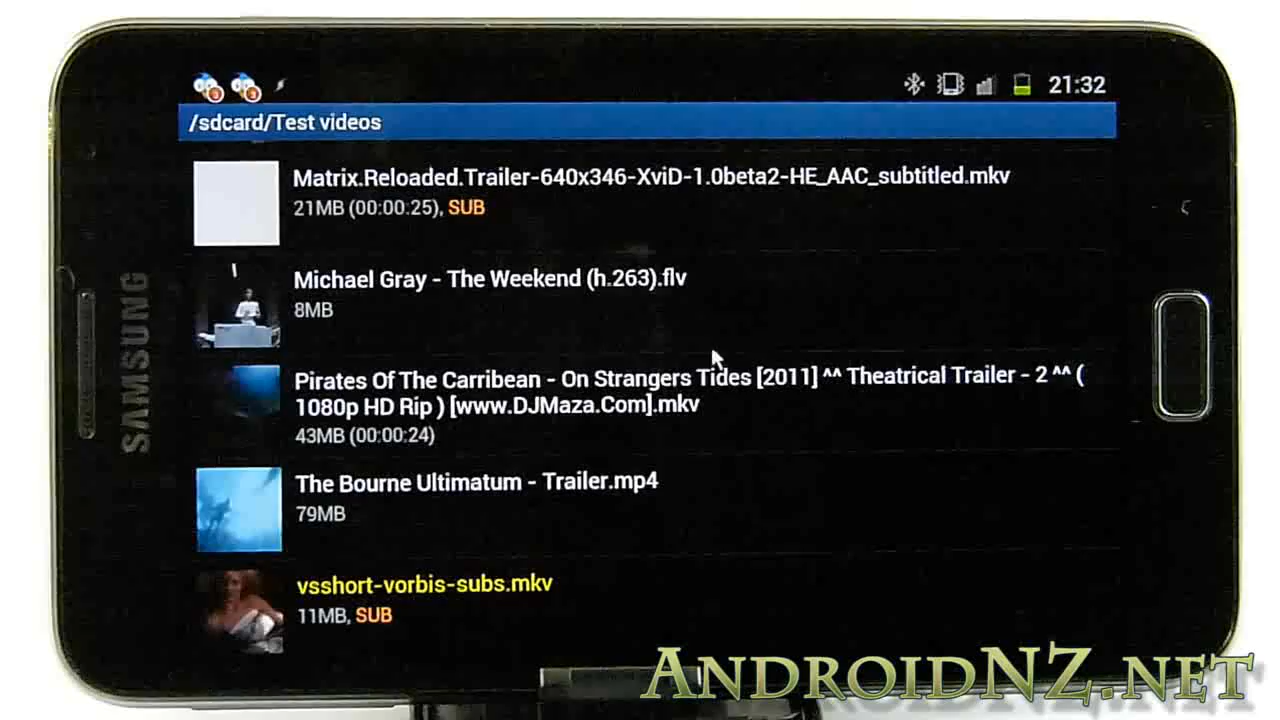 21:32
/sdcard/Test videos
Matrix.Reloaded.Trailer-640x346-XviD-1.0beta2-HE_AAC_subtitled.mkv
21MB (00:00:25), SUB
Michael Gray - The Weekend (h.263).flv
8MB
Pirates Of The Carribean - On Strangers Tides [2011] ^^ Theatrical Trailer - 2 ^^ (
1080p HD Rip ) [www.DJMaza.Com].mkv
43MB (00:00:24)
The Bourne Ultimatum - Trailer.mp4
79MB
vsshort-vorbis-subs.mkv
11MB, SUB
SAMSUNG
ANDROIDNZ.NET